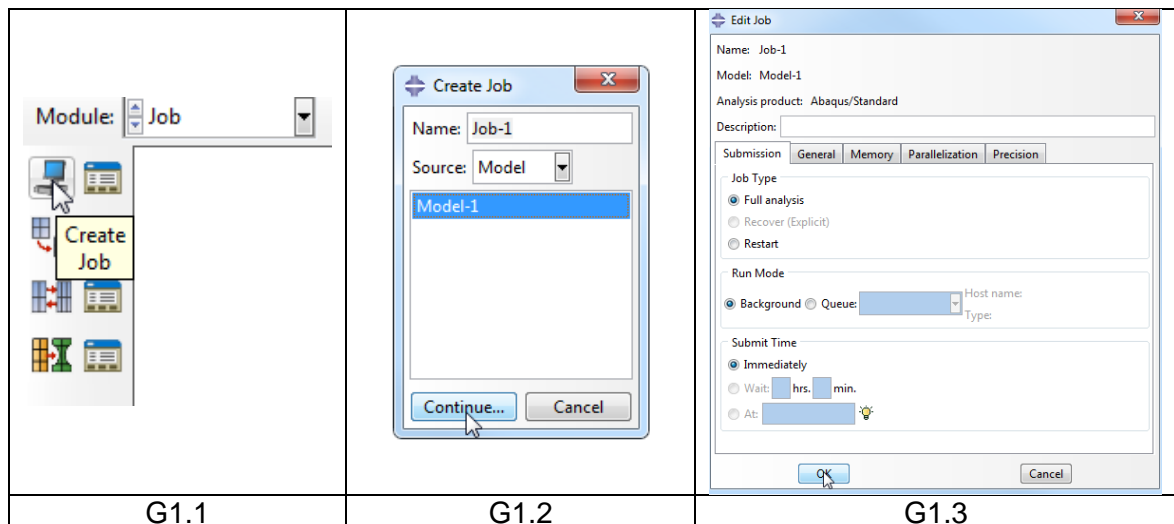 Module: Job
Create
Job
G1.1
Create Job
Name: Job-1
Source: Model
Model-1
Continue... Cancel
G1.2
Edit Job
Name: Job-1
Model: Model-1
Analysis product: Abaqus/Standard
Description:
Submission General Memory Parallelization Precision
Job Type
Full analysis
Recover (Explicit)
Restart
Run Mode
Background Queue: Host name:
Type:
Submit Time
Immediately
Wait: hrs. min.
At:
OK Cancel
G1.3